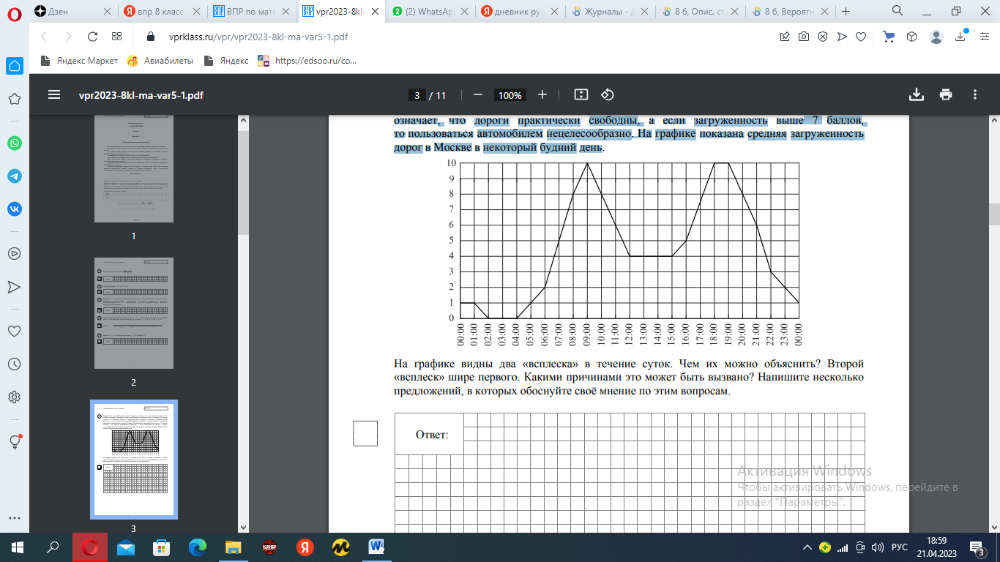 Дзен
впр 8 класс
ВПР по мате
vpr2023-8kl-
(2) WhatsApp
дневник ру -
Журналы - Д
8 б, Опис. ст
8 б, Вероятн
vprklass.ru/vpr/vpr2023-8kl-ma-var5-1.pdf
Яндекс Маркет
Авиабилеты
Яндекс
https://edsoo.ru/co...
vpr2023-8kl-ma-var5-1.pdf
3 / 11
100%
1
2
3
означает, что дороги практически свободны, а если загруженность выше 7 баллов,
то пользоваться автомобилем нецелесообразно. На графике показана средняя загруженность
дорог в Москве в некоторый будний день.
10
9
8
7
6
5
4
3
2
1
0
00:00 01:00 02:00 03:00 04:00 05:00 06:00 07:00 08:00 09:00 10:00 11:00 12:00 13:00 14:00 15:00 16:00 17:00 18:00 19:00 20:00 21:00 22:00 23:00 00:00
На графике видны два «всплеска» в течение суток. Чем их можно объяснить? Второй
«всплеск» шире первого. Какими причинами это может быть вызвано? Напишите несколько
предложений, в которых обоснуйте своё мнение по этим вопросам.
Ответ:
Активация Windows
Чтобы активировать Windows, перейдите в
раздел "Параметры".
РУС
18:59
21.04.2023
3